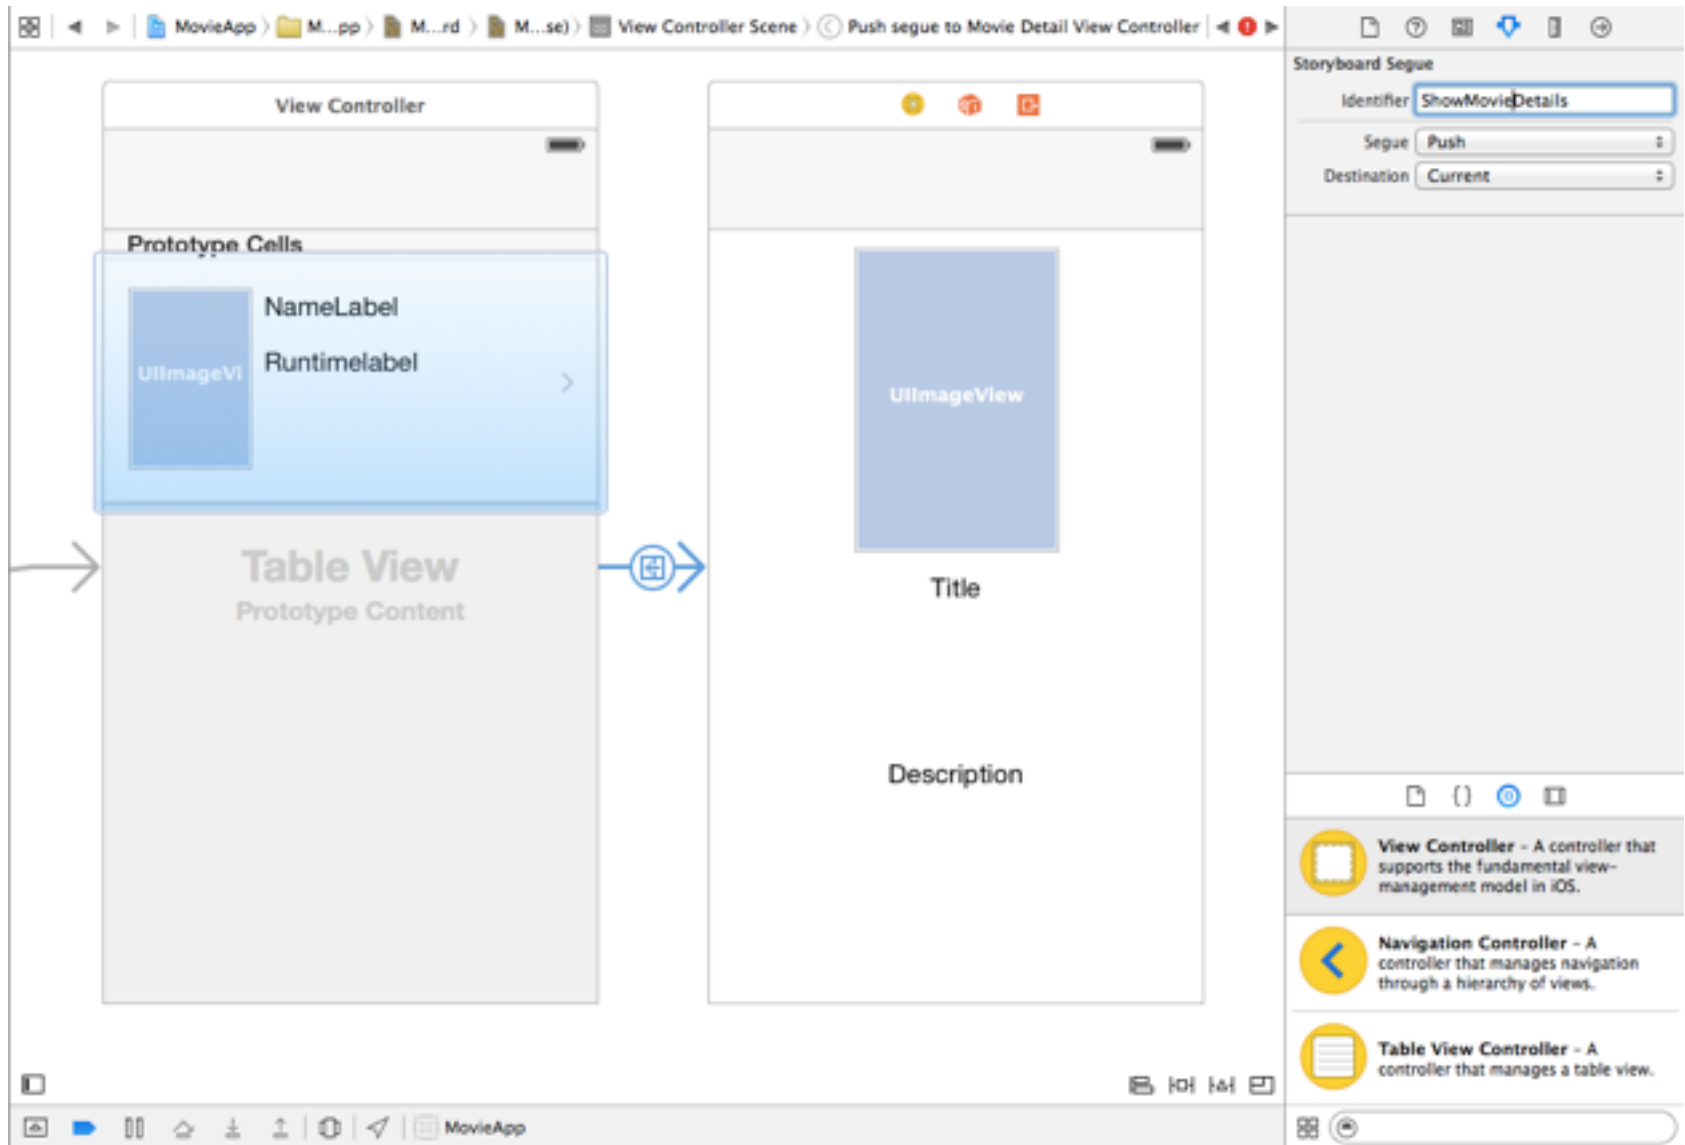 MovieApp M...pp M...rd M...se) View Controller Scene Push segue to Movie Detail View Controller
View Controller
Prototype Cells
NameLabel
Runtimelabel
UIImageVi
Table View
Prototype Content
UIImageView
Title
Description
Storyboard Segue
Identifier ShowMovieDetails
Segue Push
Destination Current
View Controller - A controller that
supports the fundamental view-
management model in iOS.
Navigation Controller - A
controller that manages navigation
through a hierarchy of views.
Table View Controller - A
controller that manages a table view.
MovieApp